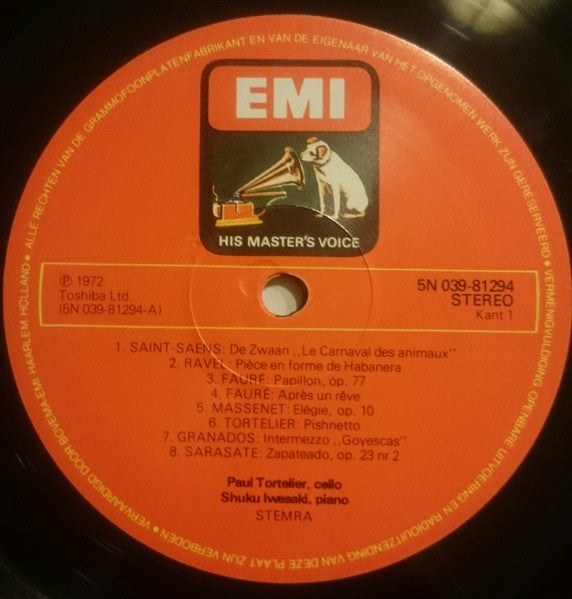 ALLE RECHTEN VAN DE GRAMMOFOONPLATENFABRIKANT EN VAN DE EIGENAAR VAN HET OPGENOMEN WERK ZIJN GERESERVEERD • VERMENIGVULDIGING OPENBARE UITVOERING EN RADIOUITZENDING VAN DEZE PLAAT ZIJN VERBODEN • VERVAARDIGD DOOR BOVEMA-EMI HAARLEM HOLLAND •
EMI
HIS MASTER'S VOICE
℗ 1972
Toshiba Ltd
(5N 039-81294-A)
5N 039-81294
STEREO
Kant 1
1. SAINT-SAENS: De Zwaan ,,Le Carnaval des animaux"
2. RAVEL: Pièce en forme de Habanera
3. FAURÉ: Papillon, op. 77
4. FAURÉ: Après un rêve
5. MASSENET: Elégie, op. 10
6. TORTELIER: Pishnetto
7. GRANADOS: Intermezzo ,,Goyescas"
8. SARASATE: Zapateado, op. 23 nr 2
Paul Tortelier, cello
Shuku Iwasaki, piano
STEMRA